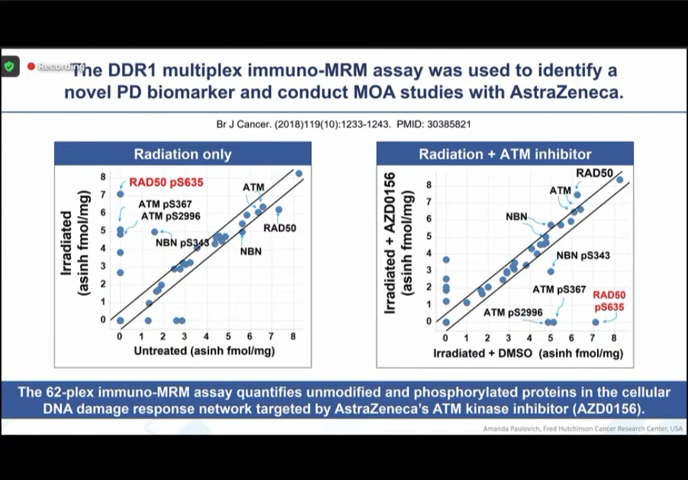 Recording
The DDR1 multiplex immuno-MRM assay was used to identify a
novel PD biomarker and conduct MOA studies with AstraZeneca.
Br J Cancer. (2018)119(10):1233-1243. PMID: 30385821
Radiation only
Irradiated
(asinh fmol/mg)
8
7
6
5
4
3
2
1
0
RAD50 pS635
ATM pS367
ATM pS2996
ATM
NBN pS343
RAD50
NBN
0 1 2 3 4 5 6 7 8
Untreated (asinh fmol/mg)
Radiation + ATM inhibitor
Irradiated + AZD0156
(asinh fmol/mg)
8
7
6
5
4
3
2
1
0
RAD50
ATM
NBN
NBN pS343
ATM pS367
RAD50
pS635
ATM pS2996
0 1 2 3 4 5 6 7 8
Irradiated + DMSO (asinh fmol/mg)
The 62-plex immuno-MRM assay quantifies unmodified and phosphorylated proteins in the cellular
DNA damage response network targeted by AstraZeneca's ATM kinase inhibitor (AZD0156).
Amanda Paulovich, Fred Hutchinson Cancer Research Center, USA